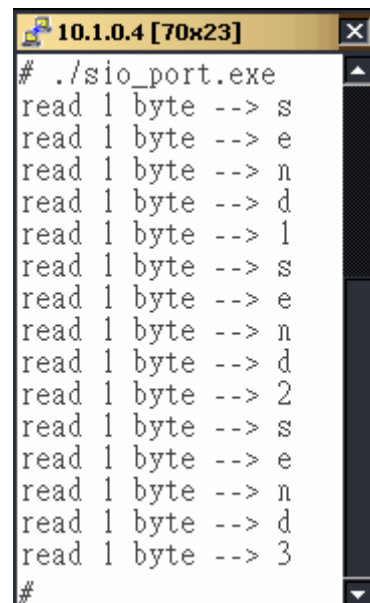 10.1.0.4 [70x23]
# ./sio_port.exe
read 1 byte --> s
read 1 byte --> e
read 1 byte --> n
read 1 byte --> d
read 1 byte --> 1
read 1 byte --> s
read 1 byte --> e
read 1 byte --> n
read 1 byte --> d
read 1 byte --> 2
read 1 byte --> s
read 1 byte --> e
read 1 byte --> n
read 1 byte --> d
read 1 byte --> 3
#